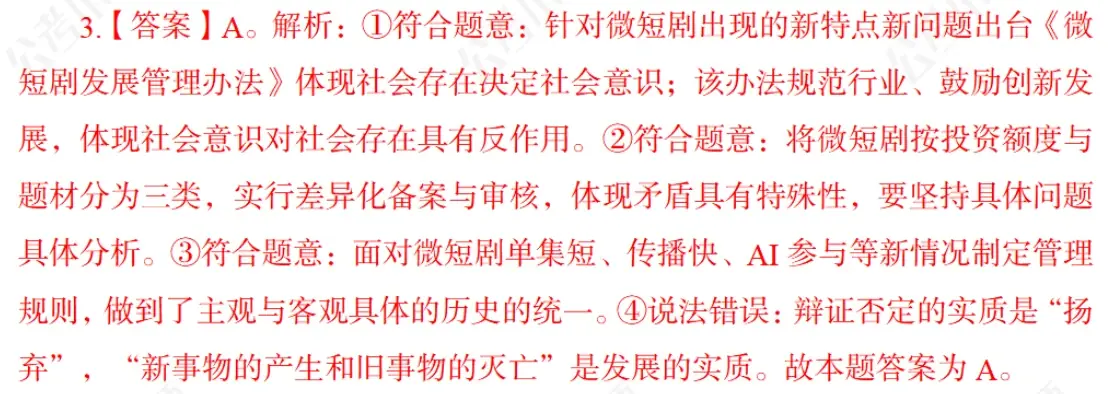 3.【答案】A。解析：①符合题意：针对微短剧出现的新特点新问题出台《微
短剧发展管理办法》体现社会存在决定社会意识；该办法规范行业、鼓励创新发
展，体现社会意识对社会存在具有反作用。②符合题意：将微短剧按投资额度与
题材分为三类，实行差异化备案与审核，体现矛盾具有特殊性，要坚持具体问题
具体分析。③符合题意：面对微短剧单集短、传播快、AI 参与等新情况制定管理
规则，做到了主观与客观具体的历史的统一。④说法错误：辩证否定的实质是“扬
弃”，“新事物的产生和旧事物的灭亡”是发展的实质。故本题答案为 A。